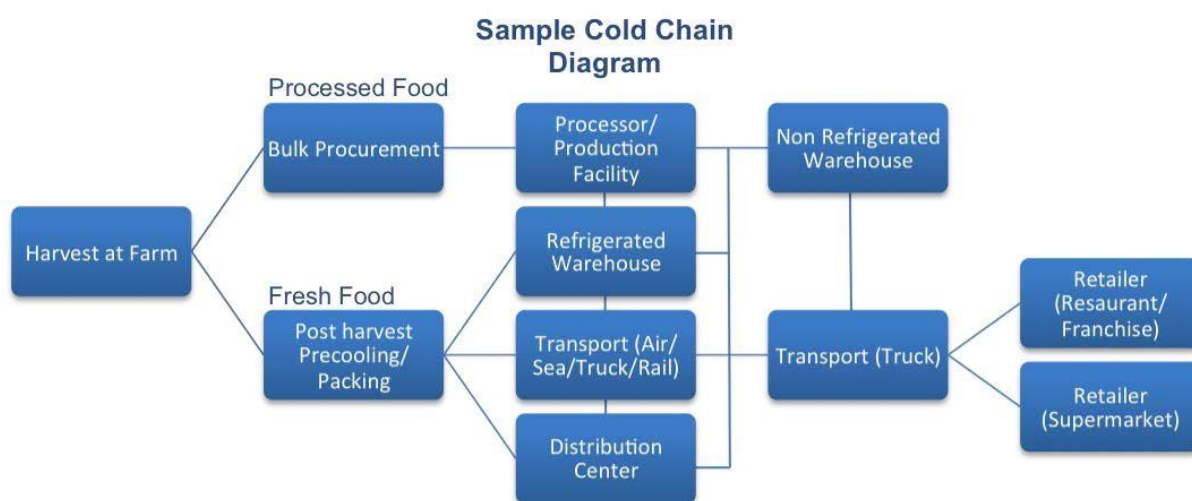 Sample Cold Chain
Diagram
Processed Food
Bulk Procurement
Processor/
Production
Facility
Non Refrigerated
Warehouse
Harvest at Farm
Refrigerated
Warehouse
Fresh Food
Post harvest
Precooling/
Packing
Transport (Air/
Sea/Truck/Rail)
Distribution
Center
Transport (Truck)
Retailer
(Resaurant/
Franchise)
Retailer
(Supermarket)